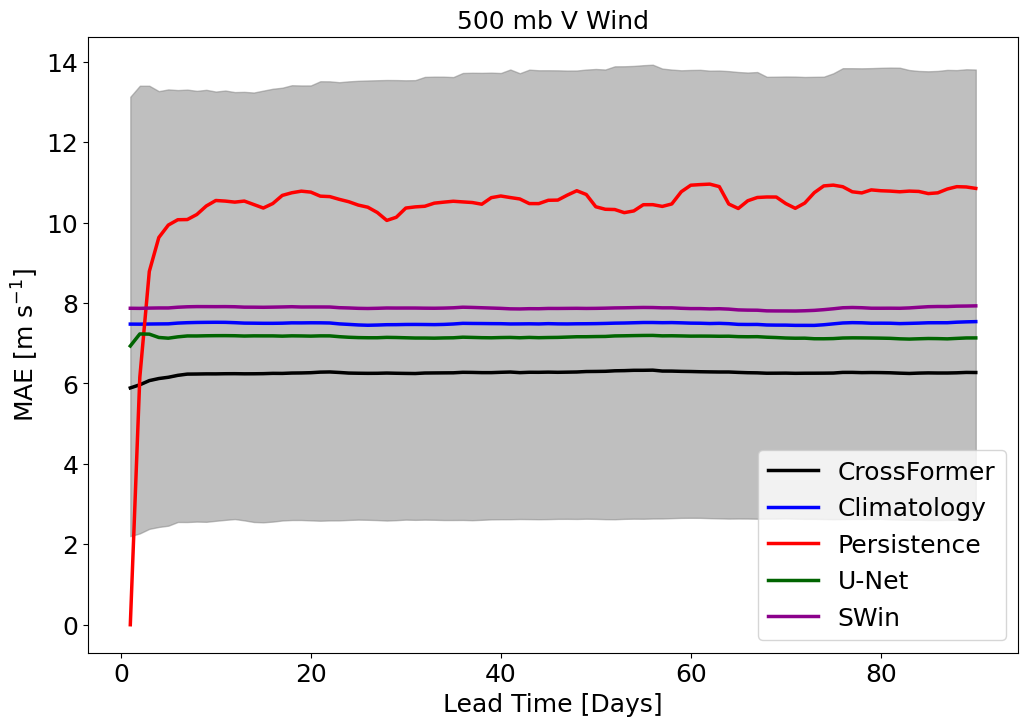 500 mb V Wind
MAE [m s⁻¹]
14
12
10
8
6
4
2
0
CrossFormer
Climatology
Persistence
U-Net
SWin
0 20 40 60 80
Lead Time [Days]